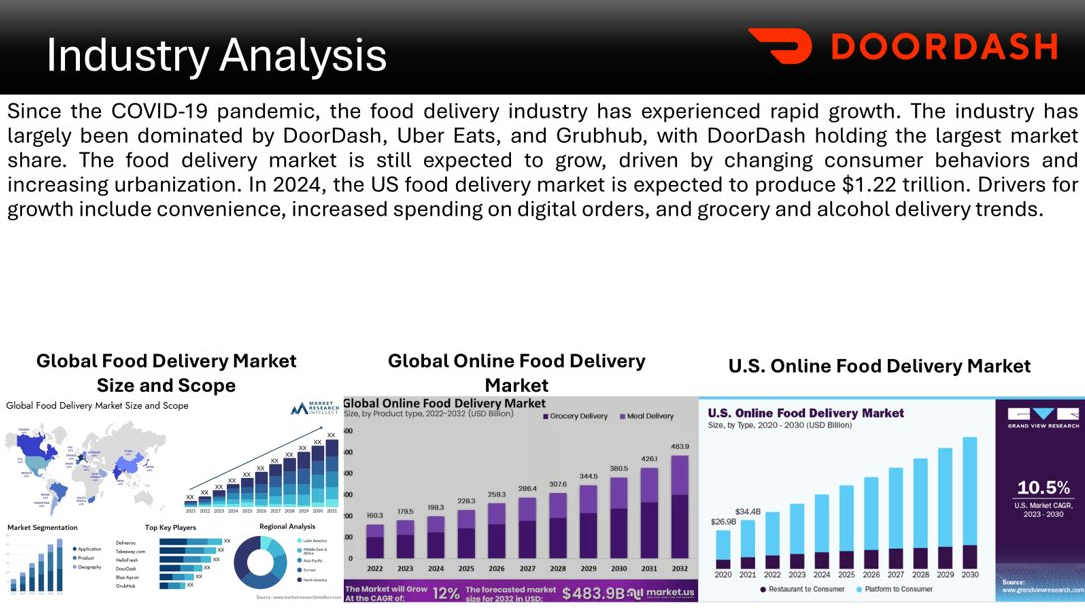 Industry Analysis
DOORDASH
Since the COVID-19 pandemic, the food delivery industry has experienced rapid growth. The industry has
largely been dominated by DoorDash, Uber Eats, and Grubhub, with DoorDash holding the largest market
share. The food delivery market is still expected to grow, driven by changing consumer behaviors and
increasing urbanization. In 2024, the US food delivery market is expected to produce $1.22 trillion. Drivers for
growth include convenience, increased spending on digital orders, and grocery and alcohol delivery trends.
Global Food Delivery Market
Size and Scope
Global Food Delivery Market Size and Scope
MARKET
RESEARCH
INTELLECT
XX XX XX XX XX XX XX XX XX XX XX
2021 2022 2023 2024 2025 2026 2027 2028 2029 2030 2031
Market Segmentation
Application
Product
Geography
Top Key Players
Deliveroo XX
Takeaway.com XX
HelloFresh XX
DoorDash XX
Blue Apron XX
GrubHub XX
Regional Analysis
Latin America
Middle East &
Africa
Asia Pacific
Europe
North America
Source : www.marketresearchintellect.com
Global Online Food Delivery
Market
Global Online Food Delivery Market
Size, by Product type, 2022-2032 (USD Billion)
Grocery Delivery Meal Delivery
00
00
00
00
00
0
160.3 179.5 198.3 228.3 259.3 286.4 307.6 344.5 380.5 426.1 483.9
2022 2023 2024 2025 2026 2027 2028 2029 2030 2031 2032
The Market will Grow
At the CAGR of:
12%
The forecasted market
size for 2032 in USD:
$483.9B
market.us
U.S. Online Food Delivery Market
U.S. Online Food Delivery Market
Size, by Type, 2020 - 2030 (USD Billion)
$26.9B
$34.4B
2020 2021 2022 2023 2024 2025 2026 2027 2028 2029 2030
Restaurant to Consumer Platform to Consumer
GRAND VIEW RESEARCH
10.5%
U.S. Market CAGR,
2023 - 2030
Source:
www.grandviewresearch.com